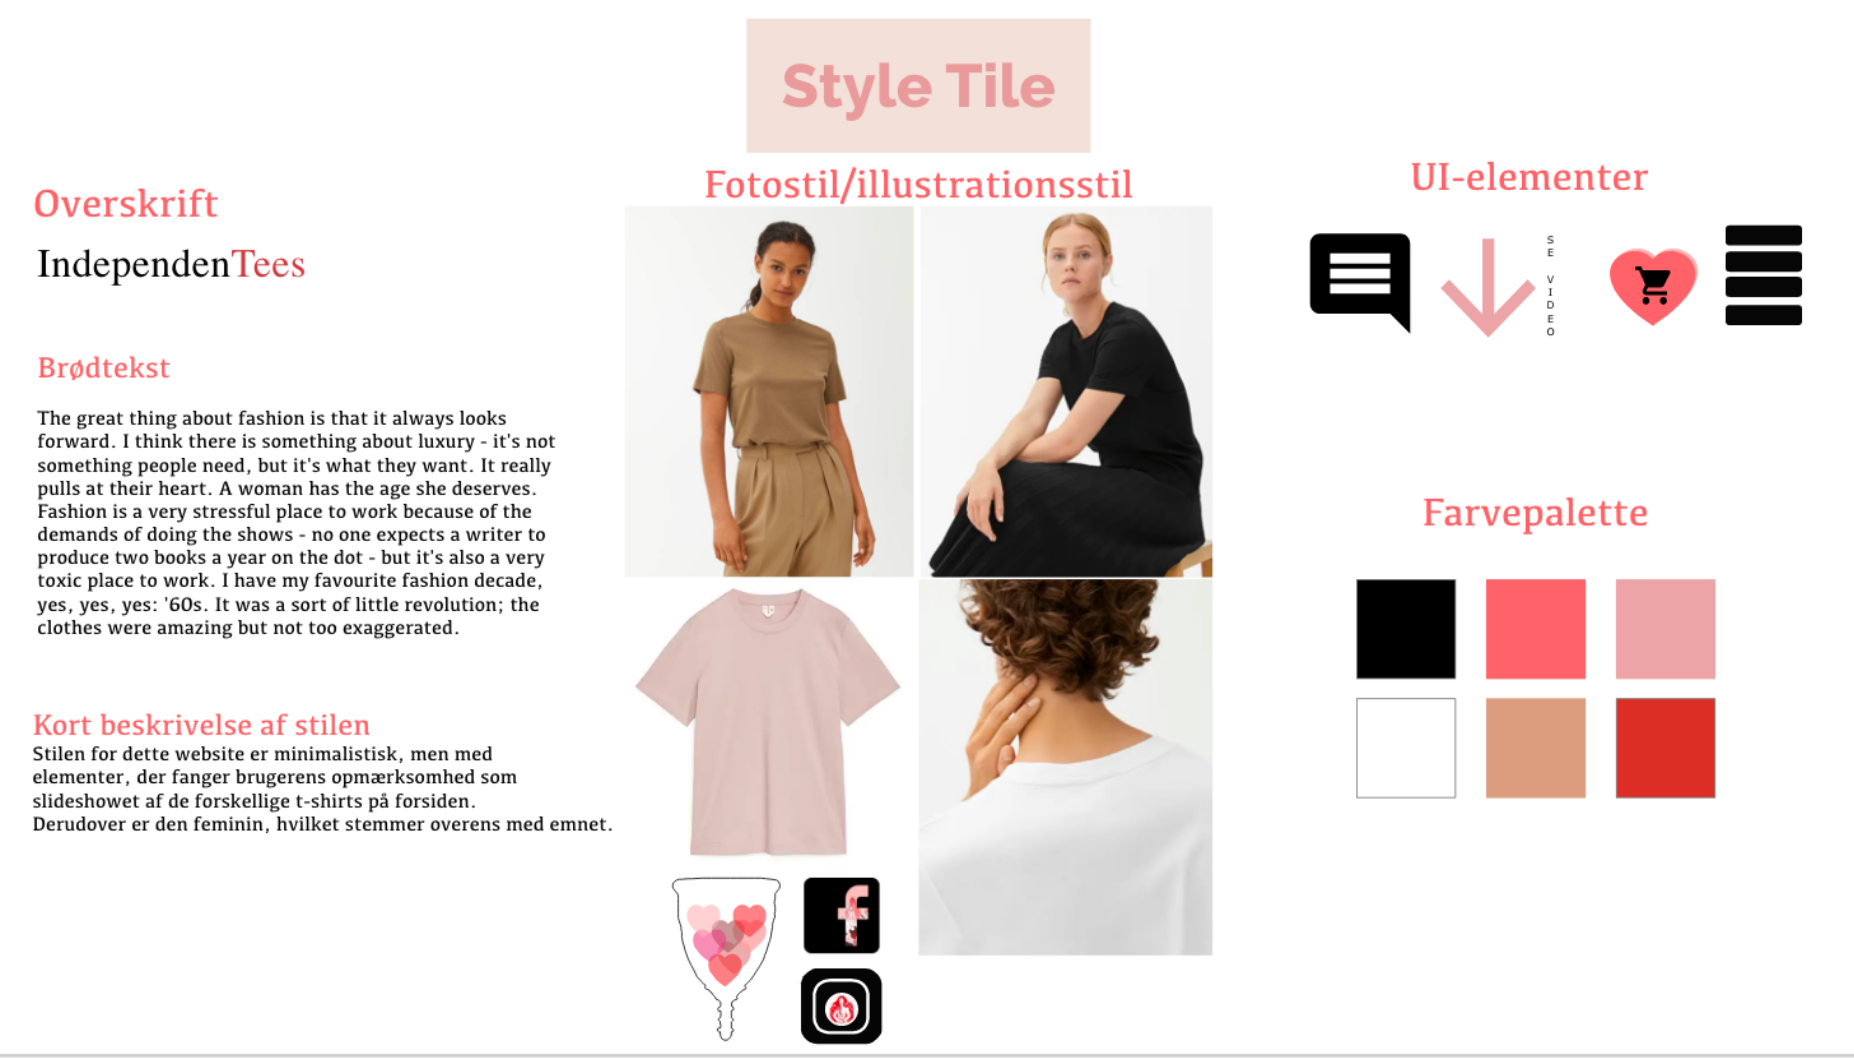 Style Tile
Overskrift
IndependenTees
Brødtekst
The great thing about fashion is that it always looks
forward. I think there is something about luxury - it's not
something people need, but it's what they want. It really
pulls at their heart. A woman has the age she deserves.
Fashion is a very stressful place to work because of the
demands of doing the shows - no one expects a writer to
produce two books a year on the dot - but it's also a very
toxic place to work. I have my favourite fashion decade,
yes, yes, yes: '60s. It was a sort of little revolution; the
clothes were amazing but not too exaggerated.
Kort beskrivelse af stilen
Stilen for dette website er minimalistisk, men med
elementer, der fanger brugerens opmærksomhed som
slideshowet af de forskellige t-shirts på forsiden.
Derudover er den feminin, hvilket stemmer overens med emnet.
Fotostil/illustrationsstil
f
UI-elementer
SE VIDEO
Farvepalette